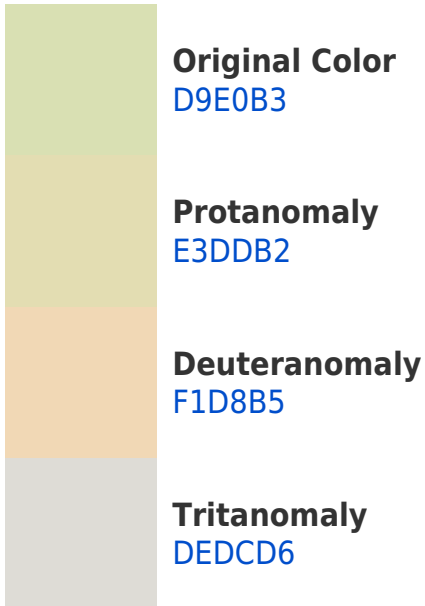 Original Color
D9E0B3
Protanomaly
E3DDB2
Deuteranomaly
F1D8B5
Tritanomaly
DEDCD6